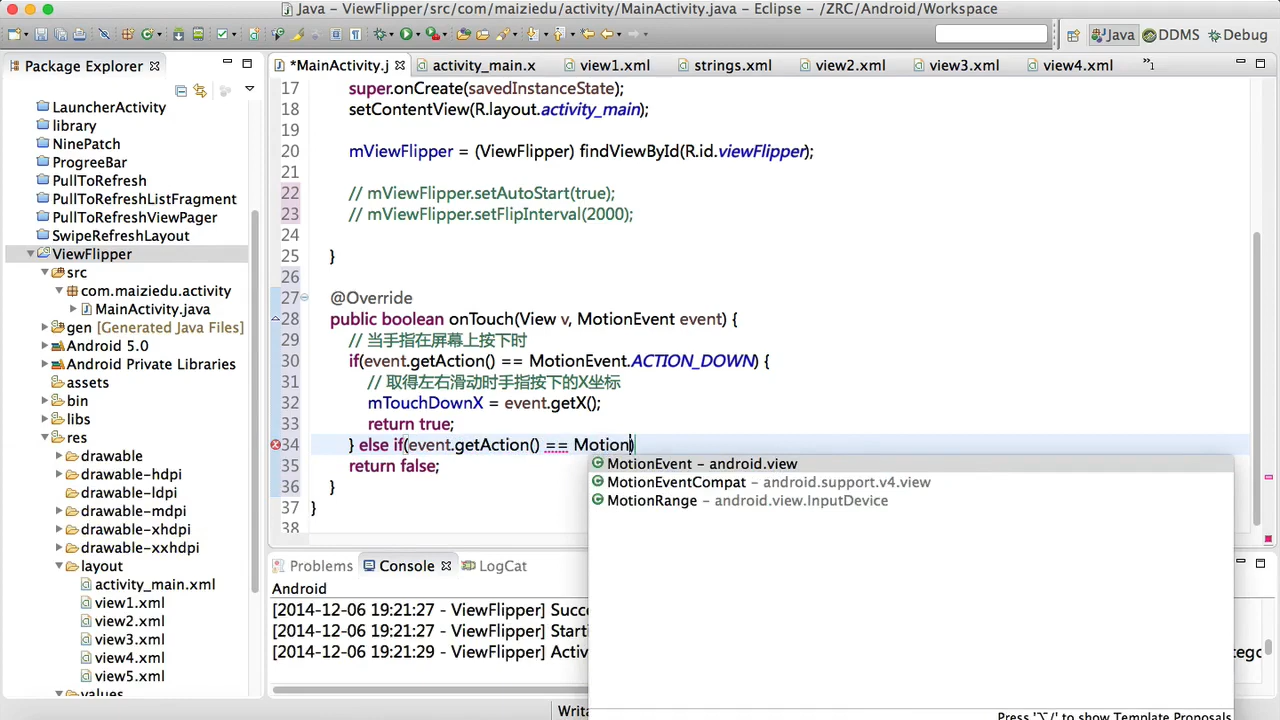 Java – ViewFlipper/src/com/maiziedu/activity/MainActivity.java – Eclipse – /ZRC/Android/Workspace
Java DDMS Debug
Package Explorer
*MainActivity.j activity_main.x view1.xml strings.xml view2.xml view3.xml view4.xml »1
LauncherActivity
library
NinePatch
ProgreeBar
PullToRefresh
PullToRefreshListFragment
PullToRefreshViewPager
SwipeRefreshLayout
ViewFlipper
src
com.maiziedu.activity
MainActivity.java
gen [Generated Java Files]
Android 5.0
Android Private Libraries
assets
bin
libs
res
drawable
drawable-hdpi
drawable-ldpi
drawable-mdpi
drawable-xhdpi
drawable-xxhdpi
layout
activity_main.xml
view1.xml
view2.xml
view3.xml
view4.xml
view5.xml
values
17 super.onCreate(savedInstanceState);
18 setContentView(R.layout.activity_main);
19
20 mViewFlipper = (ViewFlipper) findViewById(R.id.viewFlipper);
21
22 // mViewFlipper.setAutoStart(true);
23 // mViewFlipper.setFlipInterval(2000);
24
25 }
26
27 @Override
28 public boolean onTouch(View v, MotionEvent event) {
29 // 当手指在屏幕上按下时
30 if(event.getAction() == MotionEvent.ACTION_DOWN) {
31 // 取得左右滑动时手指按下的X坐标
32 mTouchDownX = event.getX();
33 return true;
34 } else if(event.getAction() == Motion)
35 return false;
36 }
37 }
38
MotionEvent – android.view
MotionEventCompat – android.support.v4.view
MotionRange – android.view.InputDevice
Press '⌥/' to show Template Proposals
Problems Console LogCat
Android
[2014-12-06 19:21:27 - ViewFlipper] Succe
[2014-12-06 19:21:27 - ViewFlipper] Starti
[2014-12-06 19:21:29 - ViewFlipper] Activ
tego
Writa